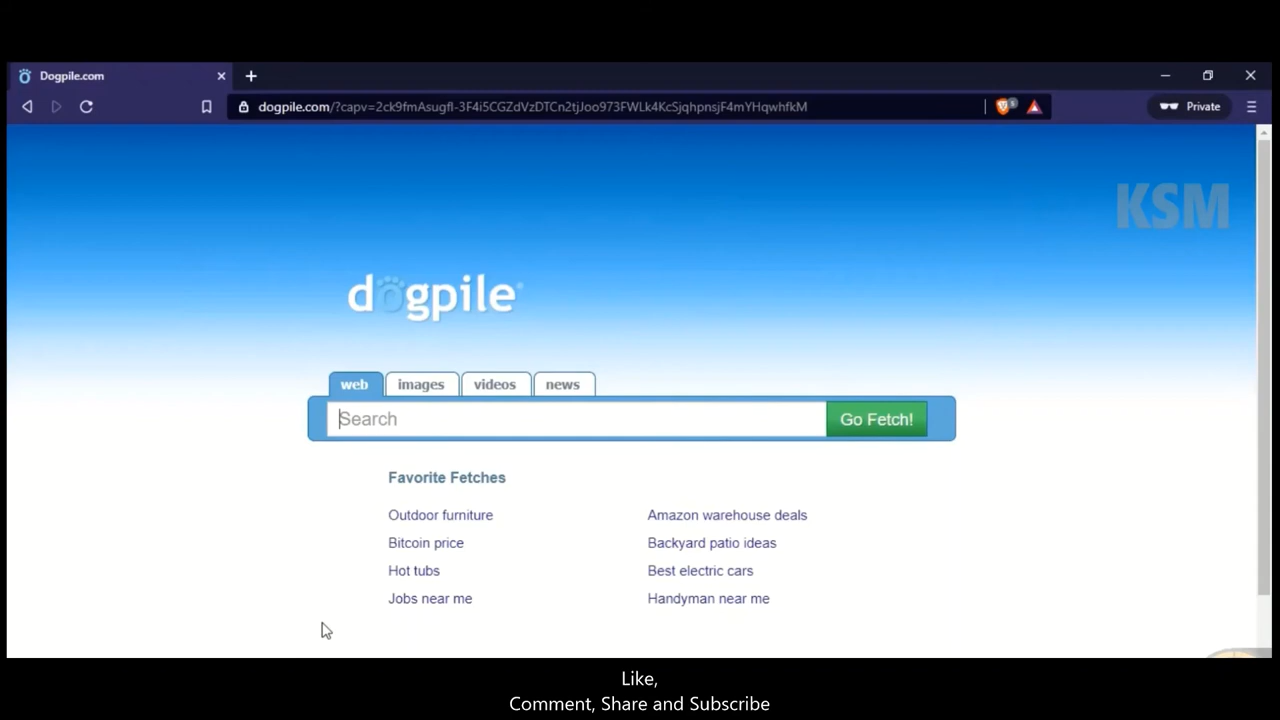 Dogpile.com
dogpile.com/?capv=2ck9fmAsugfl-3F4i5CGZdVzDTCn2tjJoo973FWLk4KcSjqhpnsjF4mYHqwhfkM
Private
KSM
dogpile
web images videos news
Search Go Fetch!
Favorite Fetches
Outdoor furniture Amazon warehouse deals
Bitcoin price Backyard patio ideas
Hot tubs Best electric cars
Jobs near me Handyman near me
Like,
Comment, Share and Subscribe